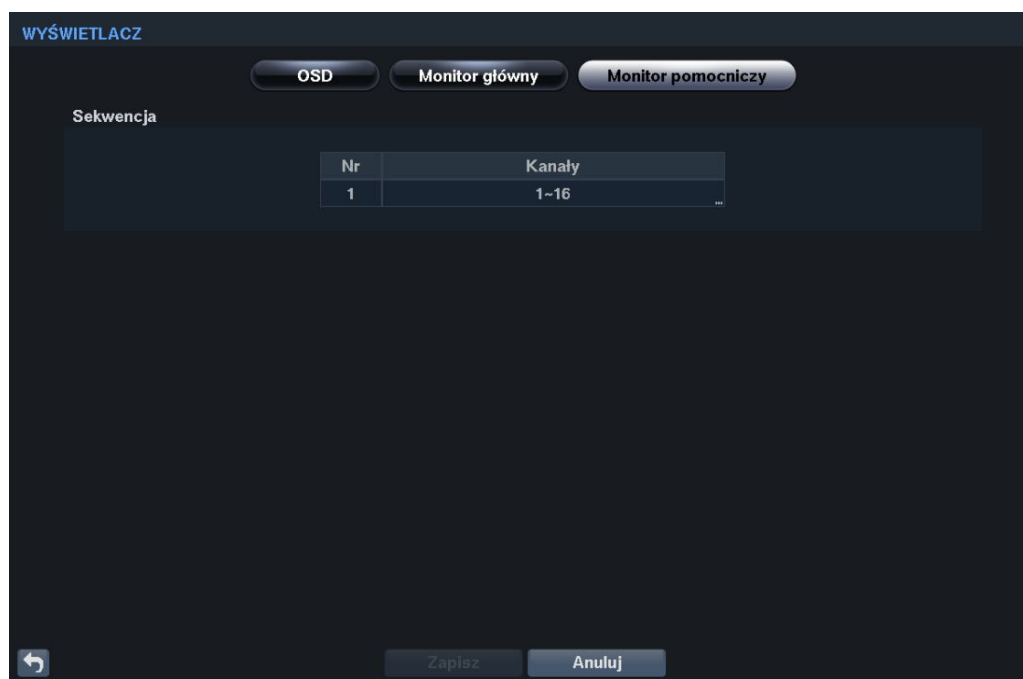 WYŚWIETLACZ
OSD Monitor główny Monitor pomocniczy
Sekwencja
Nr Kanały
1 1~16 ...
Zapisz Anuluj